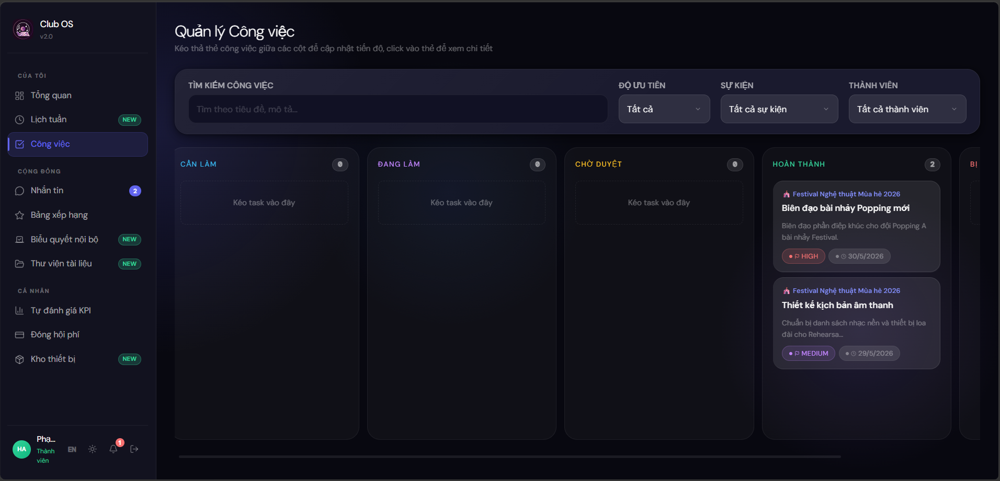 Club OS
v2.0
CỦA TÔI
Tổng quan
Lịch tuần NEW
Công việc
CỘNG ĐỒNG
Nhắn tin 2
Bảng xếp hạng
Biểu quyết nội bộ NEW
Thư viện tài liệu NEW
CÁ NHÂN
Tự đánh giá KPI
Đóng hội phí
Kho thiết bị NEW
HA
Phạ...
Thành
viên
EN
1
Quản lý Công việc
Kéo thả thẻ công việc giữa các cột để cập nhật tiến độ, click vào thẻ để xem chi tiết
TÌM KIẾM CÔNG VIỆC
Tìm theo tiêu đề, mô tả...
ĐỘ ƯU TIÊN
Tất cả
SỰ KIỆN
Tất cả sự kiện
THÀNH VIÊN
Tất cả thành viên
CẦN LÀM 0
Kéo task vào đây
ĐANG LÀM 0
Kéo task vào đây
CHỜ DUYỆT 0
Kéo task vào đây
HOÀN THÀNH 2
Festival Nghệ thuật Mùa hè 2026
Biên đạo bài nhảy Popping mới
Biên đạo phần điệp khúc cho đội Popping A
bài nhảy Festival.
HIGH 30/5/2026
Festival Nghệ thuật Mùa hè 2026
Thiết kế kịch bản âm thanh
Chuẩn bị danh sách nhạc nền và thiết bị loa
đài cho Rehearsa...
MEDIUM 29/5/2026
BỊ